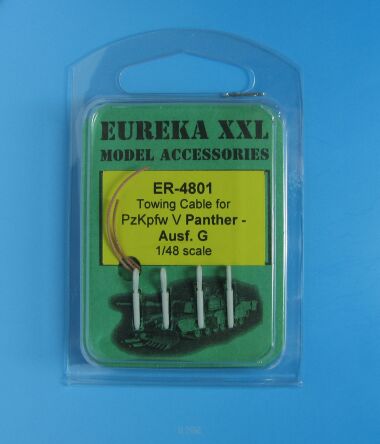 EUREKA XXL
MODEL ACCESSORIES
ER-4801
Towing Cable for
PzKpfw V Panther -
Ausf. G
1/48 scale